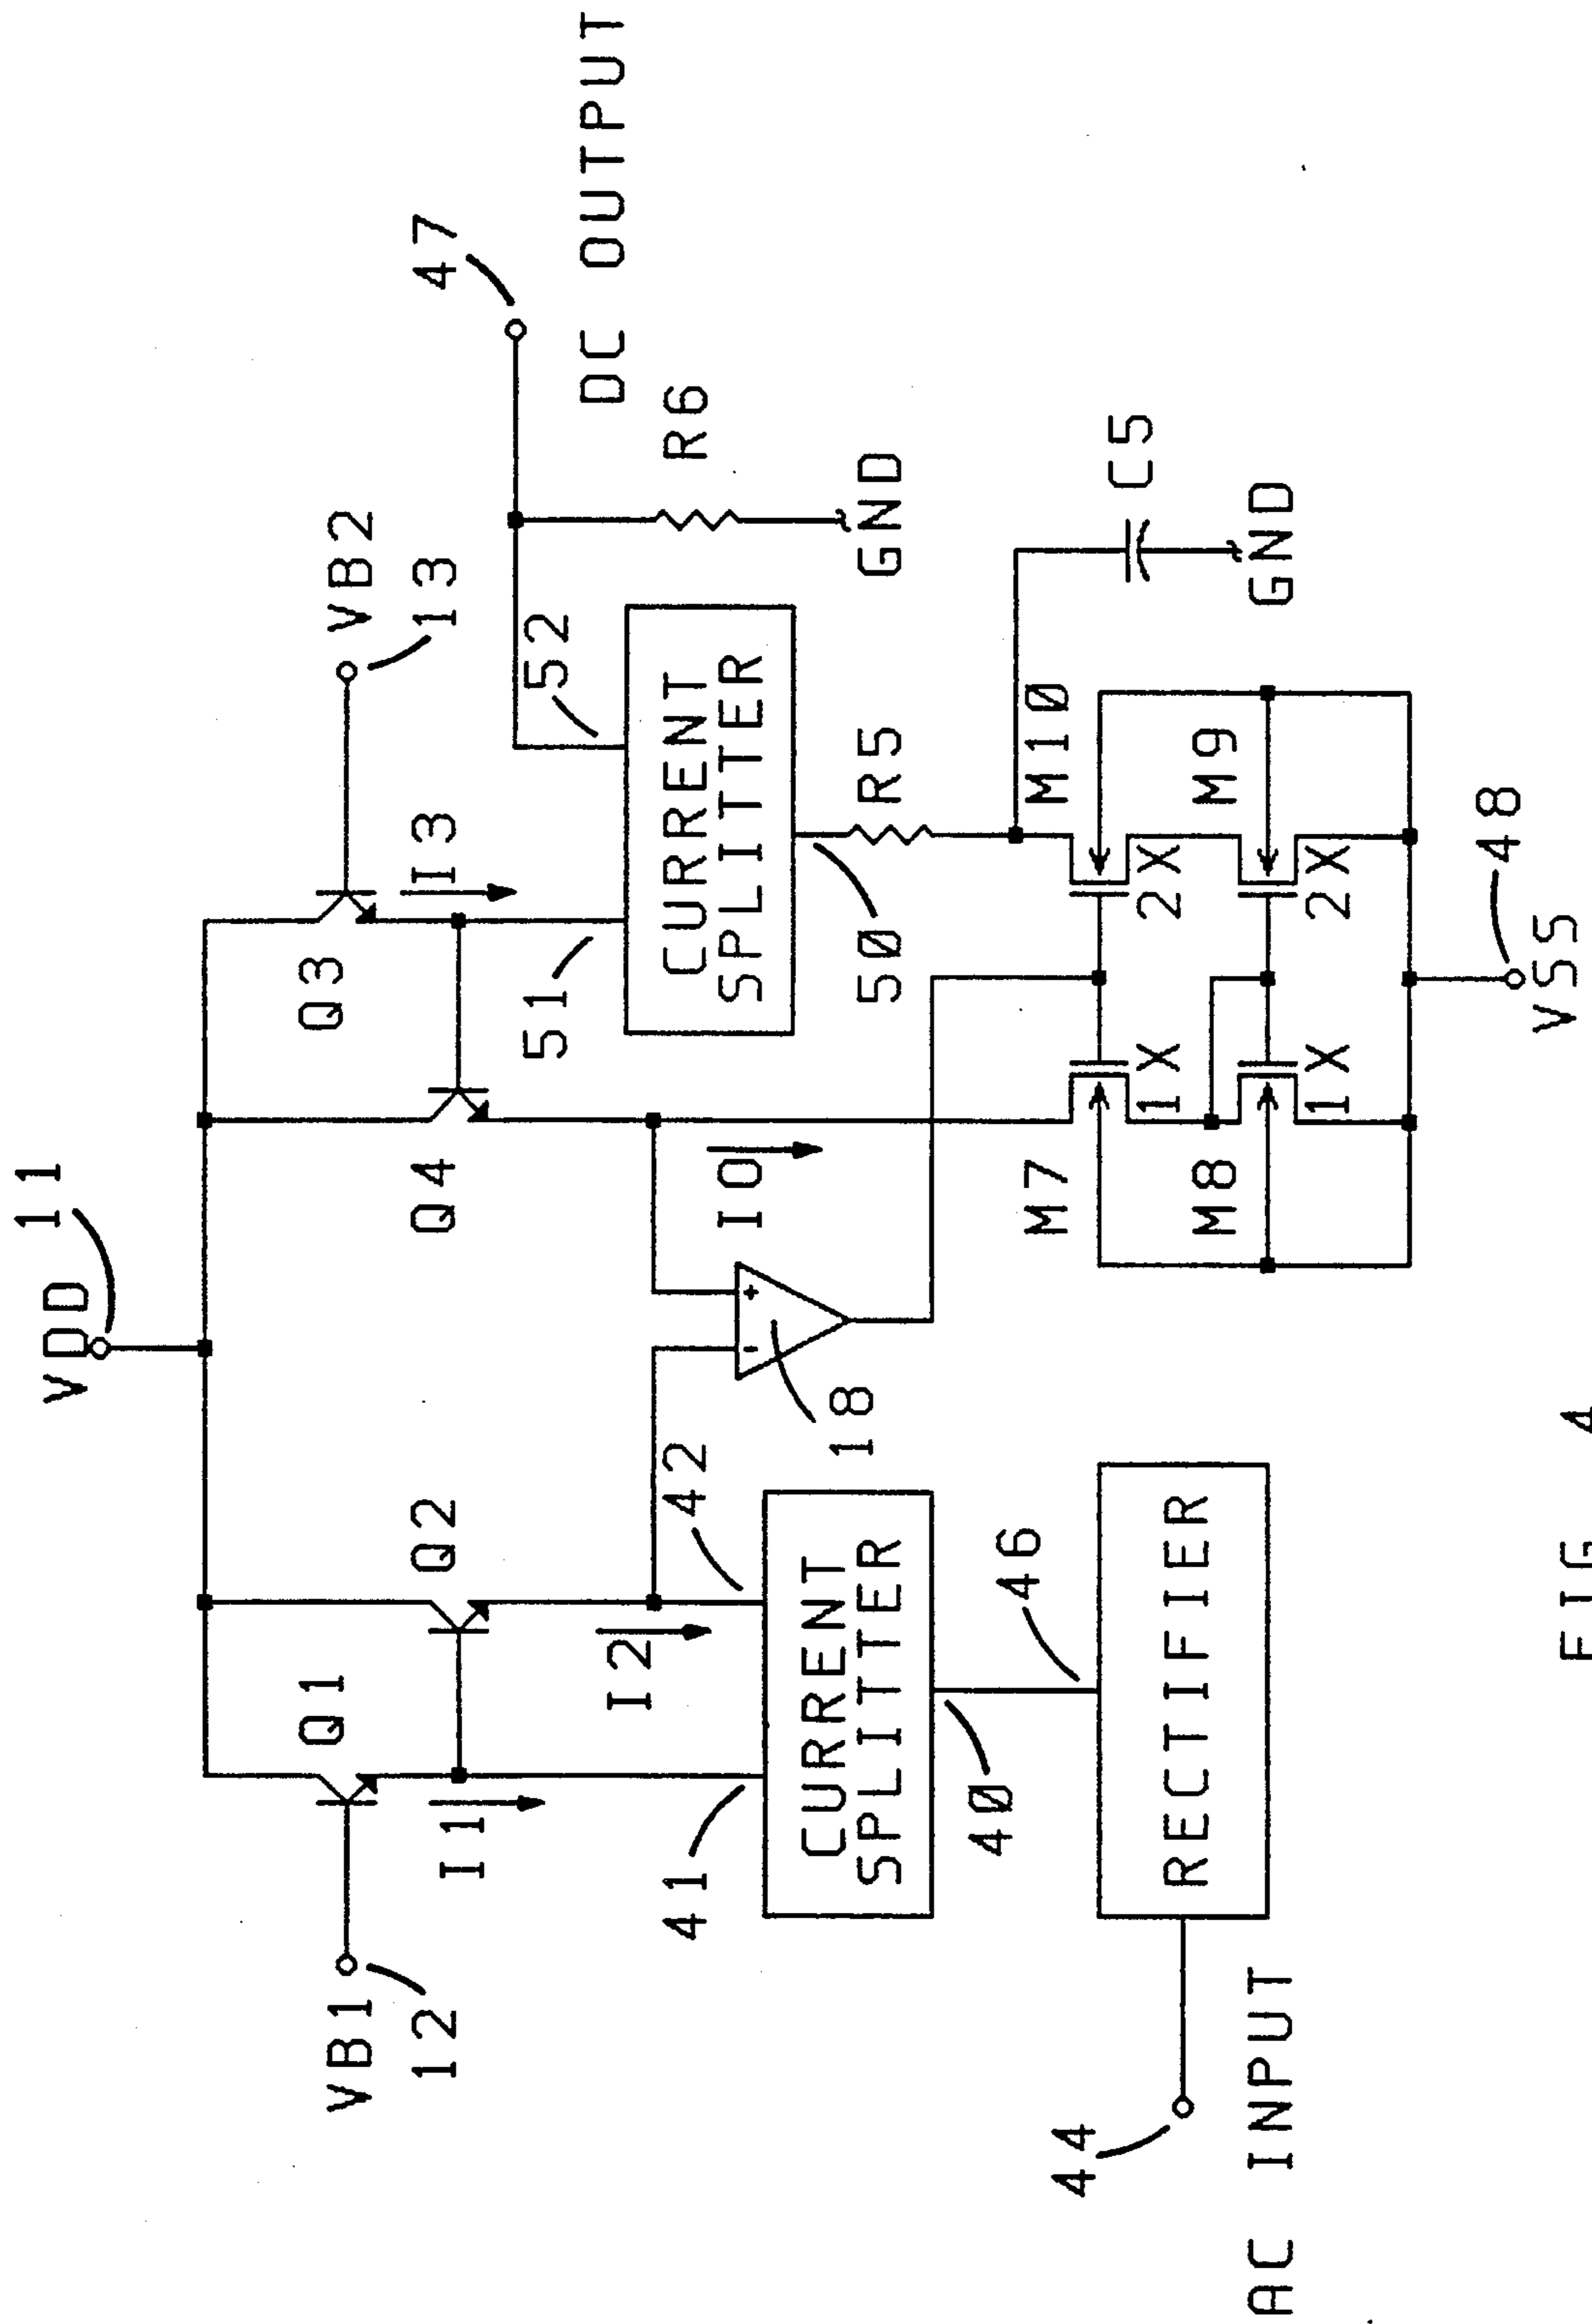 VDD
11
VB1
12
Q1
Q2
Q4
Q3
VB2
13
I1
I2
I0
I3
47
DC OUTPUT
41
42
51
52
CURRENT
SPLITTER
CURRENT
SPLITTER
R6
GND
18
40
46
50
R5
C5
GND
44
AC INPUT
RECTIFIER
M7
1X
M10
2X
M8
1X
M9
2X
48
VSS
FIG 4